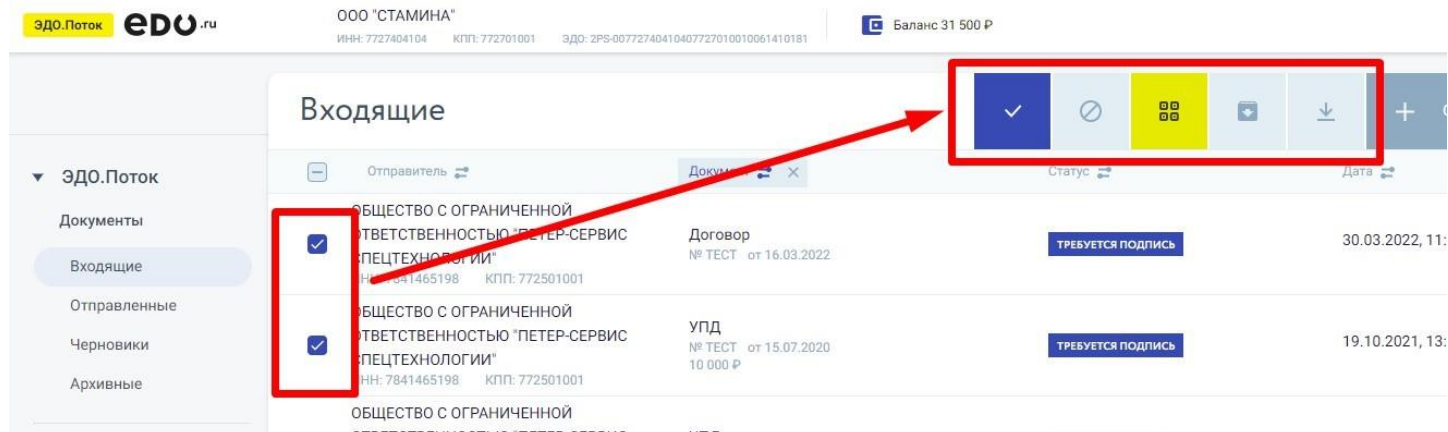 ЭДО.Поток edo.ru
ООО "СТАМИНА"
ИНН: 7727404104 КПП: 772701001 ЭДО: 2PS-00772740410407727010010061410181
Баланс 31 500 ₽
Входящие
Отправитель Документ Статус Дата
ЭДО.Поток
Документы
Входящие
Отправленные
Черновики
Архивные
ОБЩЕСТВО С ОГРАНИЧЕННОЙ
"ПЕТЕР-СЕРВИС
ИНН: 7841465198 КПП: 772501001
Договор
№ ТЕСТ от 16.03.2022
ТРЕБУЕТСЯ ПОДПИСЬ
30.03.2022, 11:
ОБЩЕСТВО С ОГРАНИЧЕННОЙ
ОТВЕТСТВЕННОСТЬЮ "ПЕТЕР-СЕРВИС
СПЕЦТЕХНОЛОГИИ"
ИНН: 7841465198 КПП: 772501001
УПД
№ ТЕСТ от 15.07.2020
10 000 ₽
ТРЕБУЕТСЯ ПОДПИСЬ
19.10.2021, 13:
ОБЩЕСТВО С ОГРАНИЧЕННОЙ